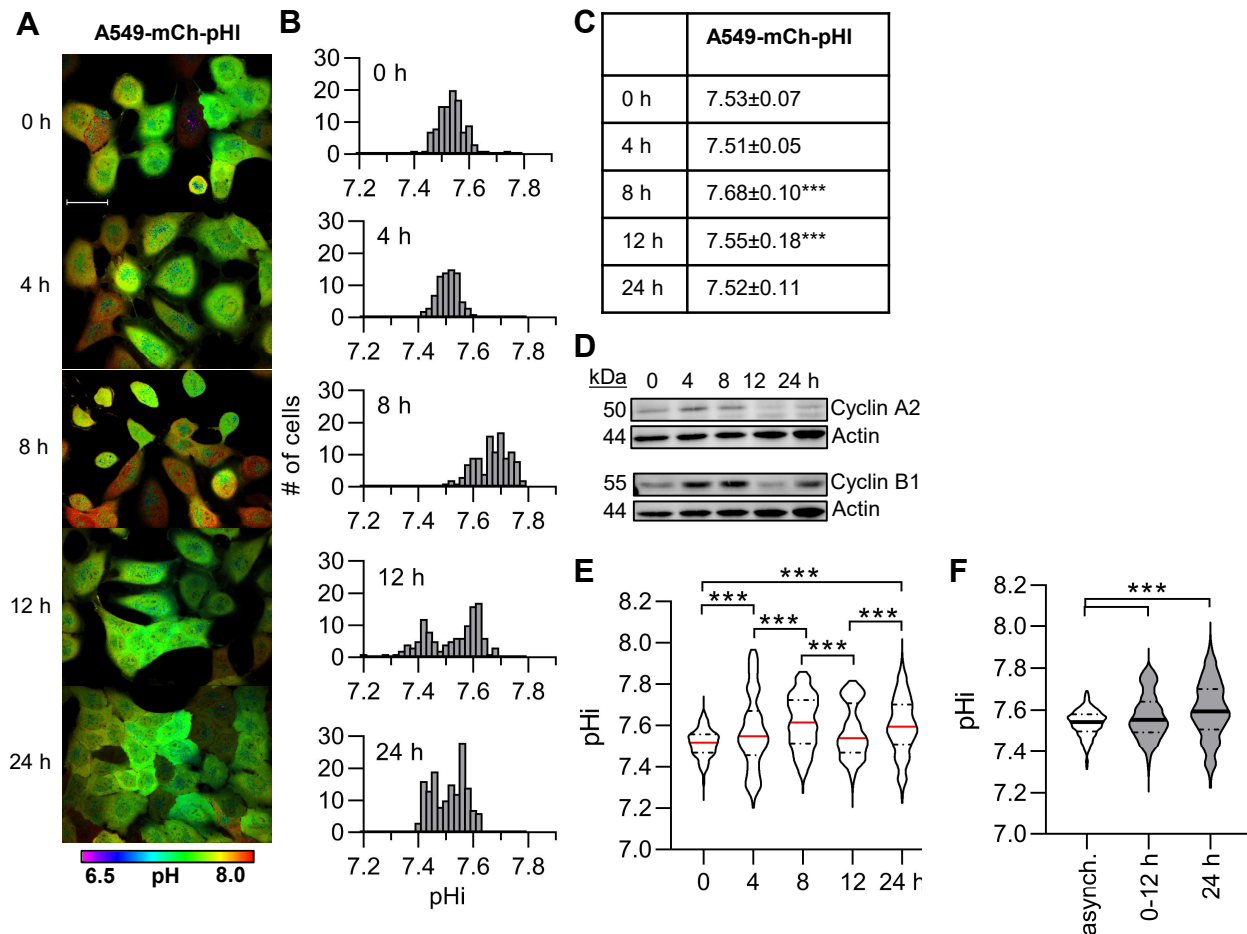 A
A549-mCh-pHI
0 h
4 h
8 h
12 h
24 h
6.5 pH 8.0
B
# of cells
30
20
10
0
0 h
7.2 7.4 7.6 7.8
30
20
10
0
4 h
7.2 7.4 7.6 7.8
30
20
10
0
8 h
7.2 7.4 7.6 7.8
30
20
10
0
12 h
7.2 7.4 7.6 7.8
30
20
10
0
24 h
7.2 7.4 7.6 7.8
pHi
C
A549-mCh-pHI
0 h 7.53±0.07
4 h 7.51±0.05
8 h 7.68±0.10***
12 h 7.55±0.18***
24 h 7.52±0.11
D
kDa 0 4 8 12 24 h
50 Cyclin A2
44 Actin
55 Cyclin B1
44 Actin
E
pHi
8.2
8.0
7.8
7.6
7.4
7.2
7.0
***
***
***
***
***
0 4 8 12 24 h
F
pHi
8.2
8.0
7.8
7.6
7.4
7.2
7.0
***
asynch.
0-12 h
24 h